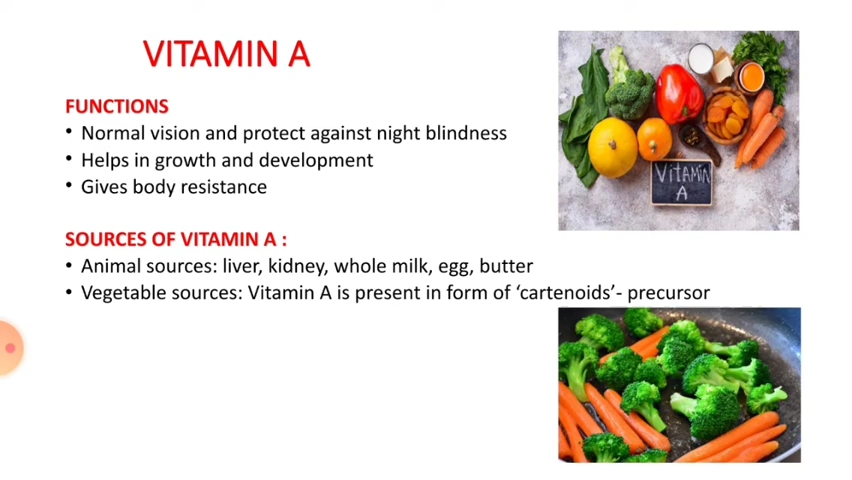 VITAMIN A
FUNCTIONS
• Normal vision and protect against night blindness
• Helps in growth and development
• Gives body resistance
VITAMIN
A
SOURCES OF VITAMIN A :
• Animal sources: liver, kidney, whole milk, egg, butter
• Vegetable sources: Vitamin A is present in form of ‘cartenoids’- precursor